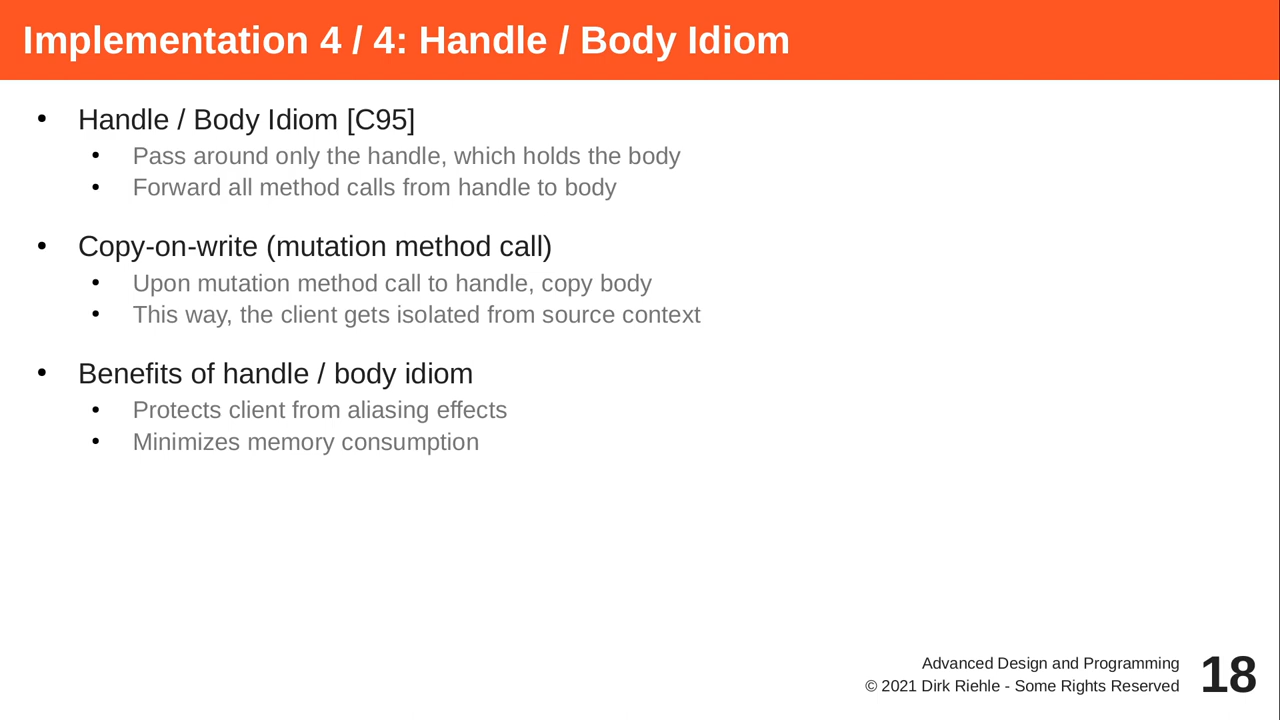 Implementation 4 / 4: Handle / Body Idiom
• Handle / Body Idiom [C95]
• Pass around only the handle, which holds the body
• Forward all method calls from handle to body
• Copy-on-write (mutation method call)
• Upon mutation method call to handle, copy body
• This way, the client gets isolated from source context
• Benefits of handle / body idiom
• Protects client from aliasing effects
• Minimizes memory consumption
Advanced Design and Programming
© 2021 Dirk Riehle - Some Rights Reserved
18